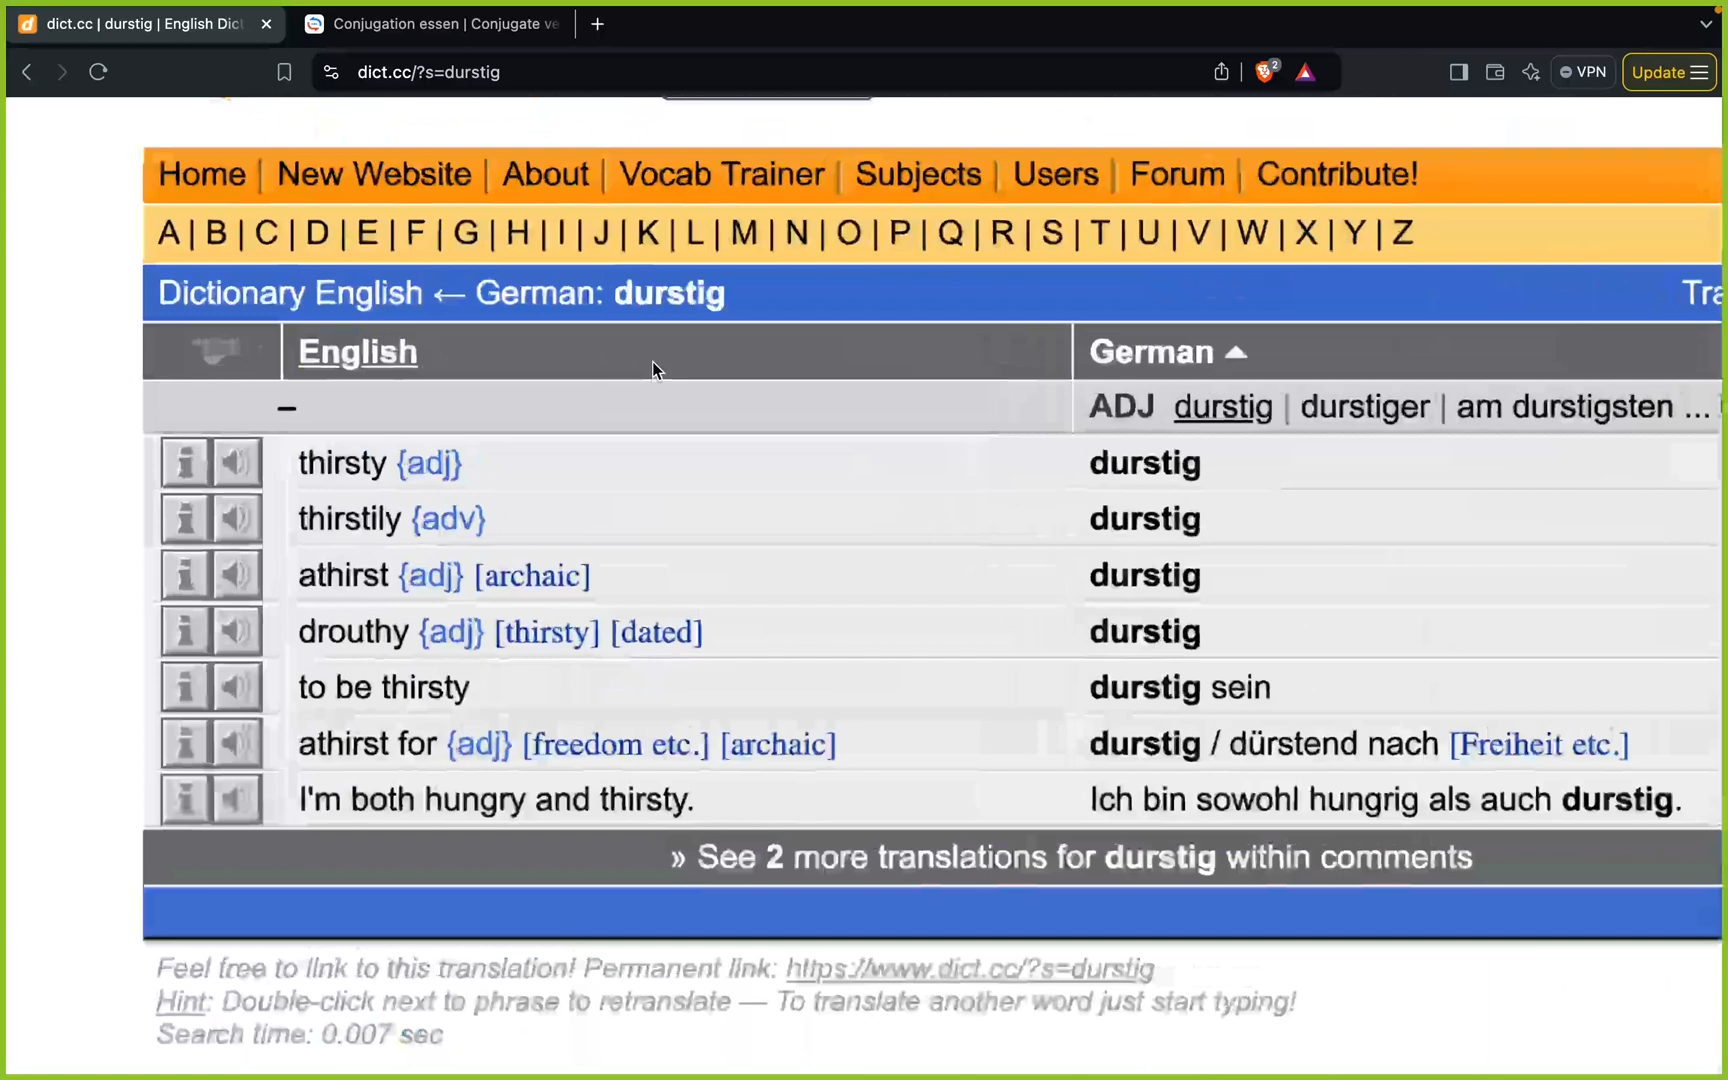 dict.cc | durstig | English Dict
Conjugation essen | Conjugate ve
dict.cc/?s=durstig
2
VPN
Update
Home | New Website | About | Vocab Trainer | Subjects | Users | Forum | Contribute!
A | B | C | D | E | F | G | H | I | J | K | L | M | N | O | P | Q | R | S | T | U | V | W | X | Y | Z
Dictionary English ← German: durstig
English German
– ADJ durstig | durstiger | am durstigsten ...
thirsty {adj} durstig
thirstily {adv} durstig
athirst {adj} [archaic] durstig
drouthy {adj} [thirsty] [dated] durstig
to be thirsty durstig sein
athirst for {adj} [freedom etc.] [archaic] durstig / dürstend nach [Freiheit etc.]
I'm both hungry and thirsty. Ich bin sowohl hungrig als auch durstig.
» See 2 more translations for durstig within comments
Feel free to link to this translation! Permanent link: https://www.dict.cc/?s=durstig
Hint: Double-click next to phrase to retranslate — To translate another word just start typing!
Search time: 0.007 sec